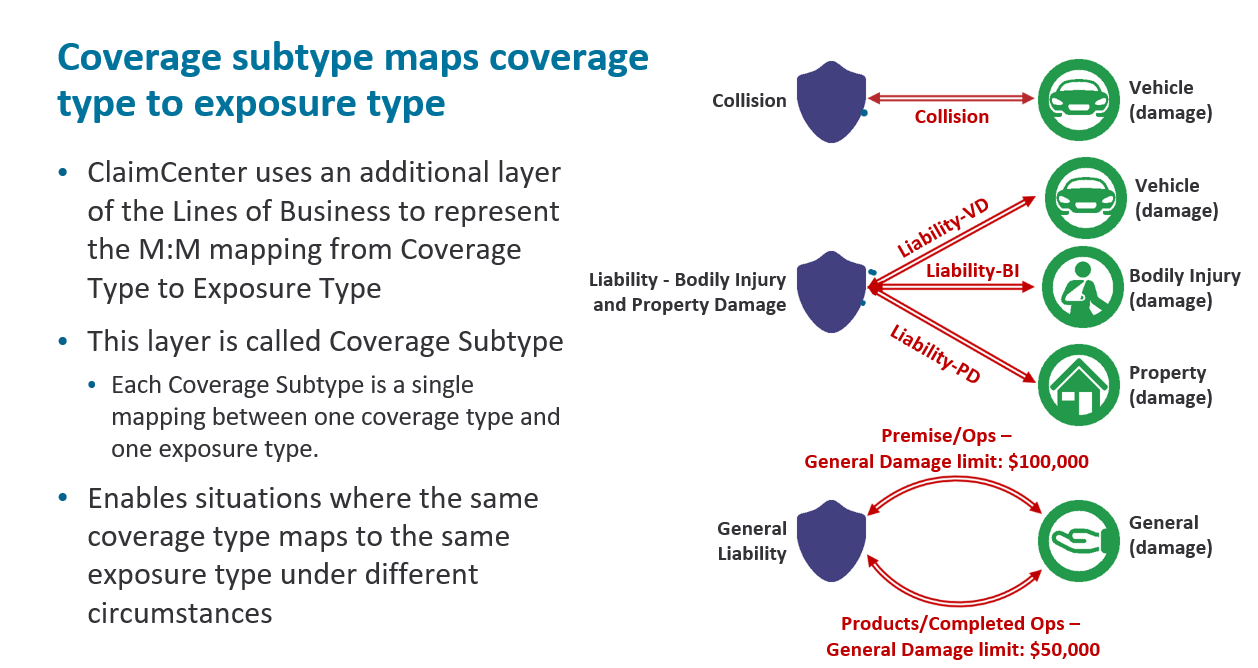 Coverage subtype maps coverage
type to exposure type
• ClaimCenter uses an additional layer
of the Lines of Business to represent
the M:M mapping from Coverage
Type to Exposure Type
• This layer is called Coverage Subtype
• Each Coverage Subtype is a single
mapping between one coverage type and
one exposure type.
• Enables situations where the same
coverage type maps to the same
exposure type under different
circumstances
Collision
Collision
Vehicle
(damage)
Liability - Bodily Injury
and Property Damage
Liability-VD
Vehicle
(damage)
Liability-BI
Bodily Injury
(damage)
Liability-PD
Property
(damage)
Premise/Ops –
General Damage limit: $100,000
General
Liability
General
(damage)
Products/Completed Ops –
General Damage limit: $50,000